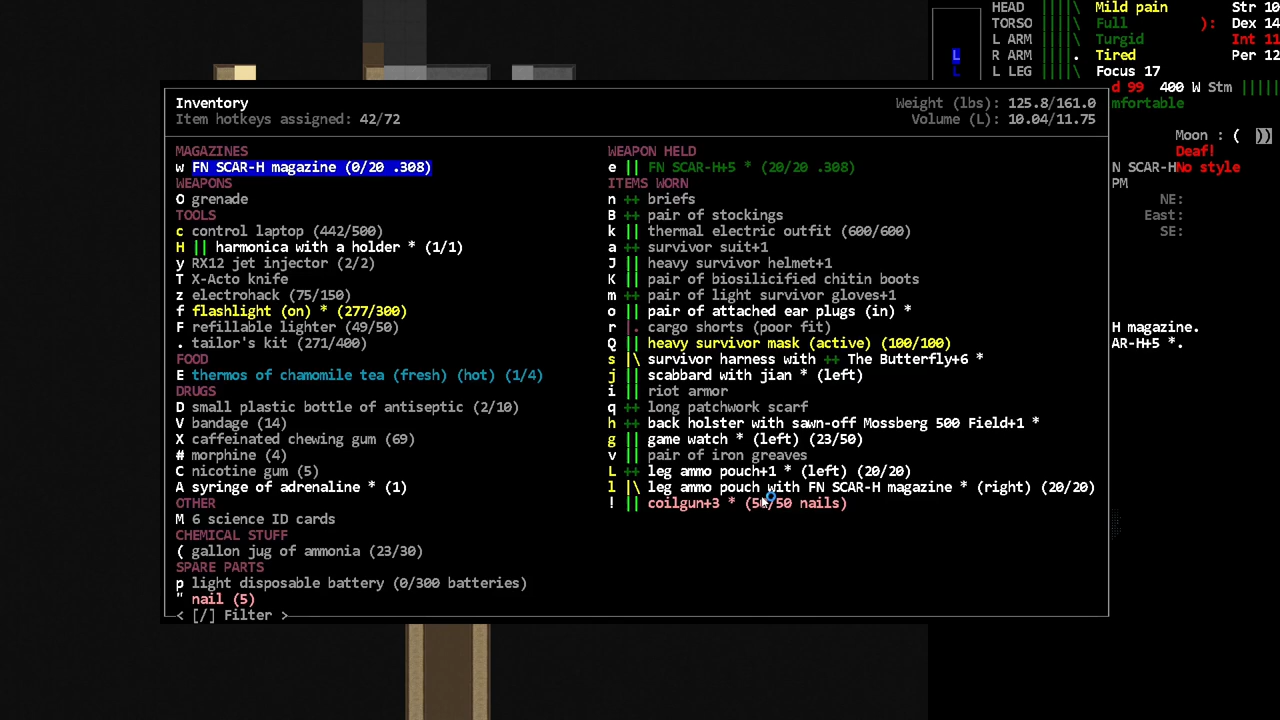 HEAD ||||\ Mild pain Str 10
TORSO ||||\ Full ): Dex 14
L ARM ||||\ Turgid Int 11
R ARM ||||. Tired Per 12
L LEG ||||\ Focus 17
d 99 400 W Stm |||||
mfortable
Moon : ( ))
Deaf!
N SCAR-H No style
PM
NE:
East:
SE:
H magazine.
AR-H+5 *.
L
L
Inventory
Item hotkeys assigned: 42/72
Weight (lbs): 125.8/161.0
Volume (L): 10.04/11.75
MAGAZINES
w FN SCAR-H magazine (0/20 .308)
WEAPONS
O grenade
TOOLS
c control laptop (442/500)
H || harmonica with a holder * (1/1)
y RX12 jet injector (2/2)
T X-Acto knife
z electrohack (75/150)
f flashlight (on) * (277/300)
F refillable lighter (49/50)
. tailor's kit (271/400)
FOOD
E thermos of chamomile tea (fresh) (hot) (1/4)
DRUGS
D small plastic bottle of antiseptic (2/10)
V bandage (14)
X caffeinated chewing gum (69)
# morphine (4)
C nicotine gum (5)
A syringe of adrenaline * (1)
OTHER
M 6 science ID cards
CHEMICAL STUFF
( gallon jug of ammonia (23/30)
SPARE PARTS
p light disposable battery (0/300 batteries)
" nail (5)
< [/] Filter >
WEAPON HELD
e || FN SCAR-H+5 * (20/20 .308)
ITEMS WORN
n ++ briefs
B ++ pair of stockings
k || thermal electric outfit (600/600)
a ++ survivor suit+1
J || heavy survivor helmet+1
K || pair of biosilicified chitin boots
m ++ pair of light survivor gloves+1
o || pair of attached ear plugs (in) *
r |. cargo shorts (poor fit)
Q || heavy survivor mask (active) (100/100)
s |\ survivor harness with ++ The Butterfly+6 *
j || scabbard with jian * (left)
i || riot armor
q ++ long patchwork scarf
h ++ back holster with sawn-off Mossberg 500 Field+1 *
g || game watch * (left) (23/50)
v || pair of iron greaves
L ++ leg ammo pouch+1 * (left) (20/20)
l |\ leg ammo pouch with FN SCAR-H magazine * (right) (20/20)
! || coilgun+3 * (50/50 nails)